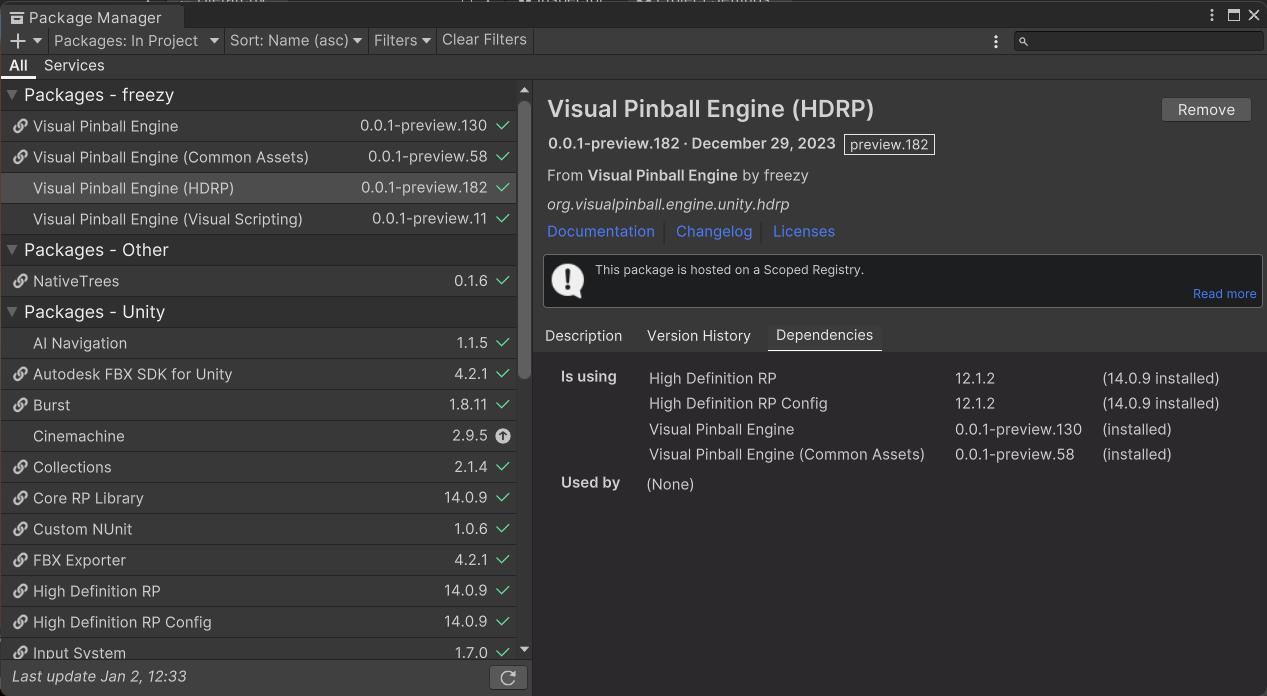 Package Manager
Packages: In Project
Sort: Name (asc)
Filters
Clear Filters
All
Services
Packages - freezy
Visual Pinball Engine 0.0.1-preview.130
Visual Pinball Engine (Common Assets) 0.0.1-preview.58
Visual Pinball Engine (HDRP) 0.0.1-preview.182
Visual Pinball Engine (Visual Scripting) 0.0.1-preview.11
Packages - Other
NativeTrees 0.1.6
Packages - Unity
AI Navigation 1.1.5
Autodesk FBX SDK for Unity 4.2.1
Burst 1.8.11
Cinemachine 2.9.5
Collections 2.1.4
Core RP Library 14.0.9
Custom NUnit 1.0.6
FBX Exporter 4.2.1
High Definition RP 14.0.9
High Definition RP Config 14.0.9
Input System 1.7.0
Last update Jan 2, 12:33
Visual Pinball Engine (HDRP)
Remove
0.0.1-preview.182 · December 29, 2023 preview.182
From Visual Pinball Engine by freezy
org.visualpinball.engine.unity.hdrp
Documentation
Changelog
Licenses
This package is hosted on a Scoped Registry.
Read more
Description
Version History
Dependencies
Is using
High Definition RP 12.1.2 (14.0.9 installed)
High Definition RP Config 12.1.2 (14.0.9 installed)
Visual Pinball Engine 0.0.1-preview.130 (installed)
Visual Pinball Engine (Common Assets) 0.0.1-preview.58 (installed)
Used by
(None)